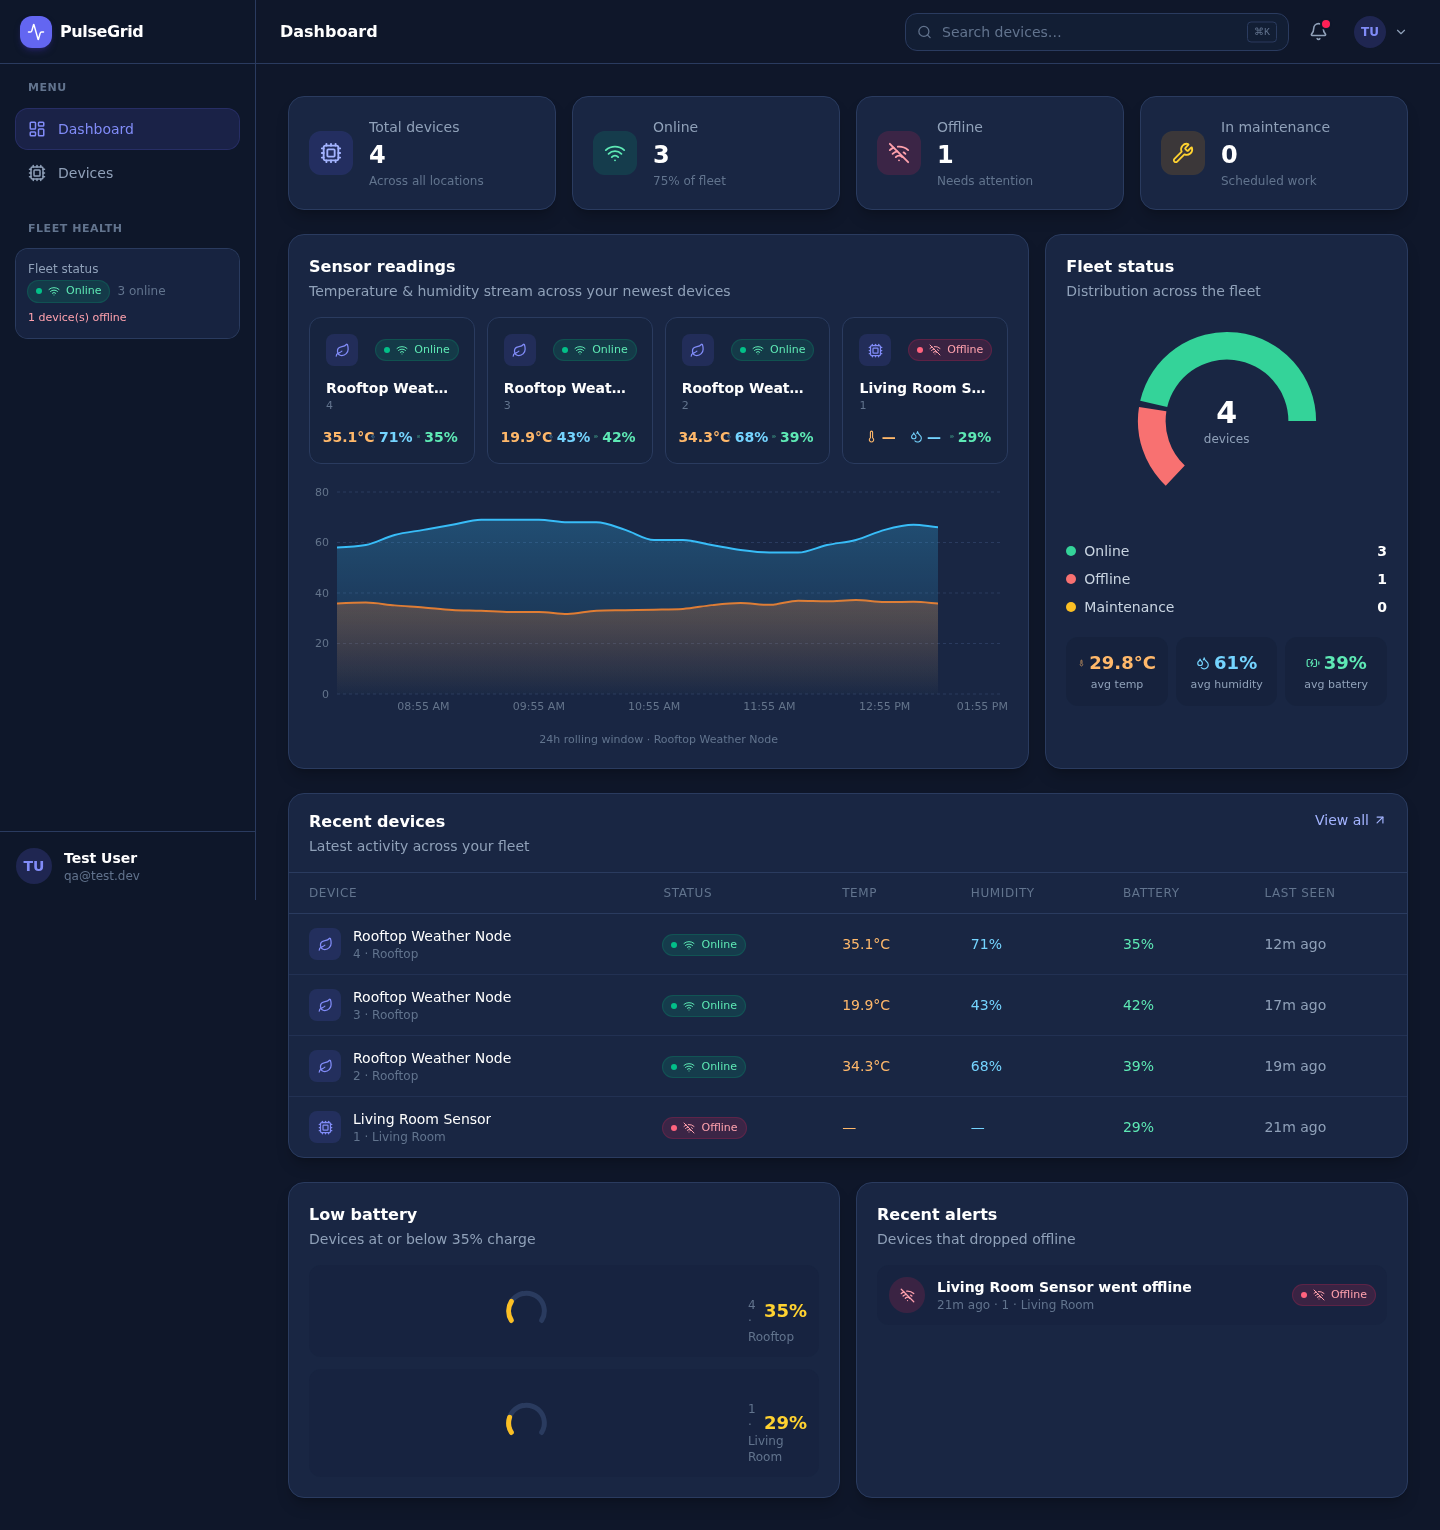 PulseGrid
Dashboard
Search devices...
⌘K
TU
MENU
Dashboard
Devices
FLEET HEALTH
Fleet status
Online 3 online
1 device(s) offline
Total devices
4
Across all locations
Online
3
75% of fleet
Offline
1
Needs attention
In maintenance
0
Scheduled work
Sensor readings
Temperature & humidity stream across your newest devices
Online
Rooftop Weat...
4
35.1°C 71% 35%
Online
Rooftop Weat...
3
19.9°C 43% 42%
Online
Rooftop Weat...
2
34.3°C 68% 39%
Offline
Living Room S...
1
— — 29%
80
60
40
20
0
08:55 AM 09:55 AM 10:55 AM 11:55 AM 12:55 PM 01:55 PM
24h rolling window · Rooftop Weather Node
Fleet status
Distribution across the fleet
4
devices
Online 3
Offline 1
Maintenance 0
29.8°C
avg temp
61%
avg humidity
39%
avg battery
Recent devices
View all
Latest activity across your fleet
DEVICE STATUS TEMP HUMIDITY BATTERY LAST SEEN
Rooftop Weather Node
4 · Rooftop
Online 35.1°C 71% 35% 12m ago
Rooftop Weather Node
3 · Rooftop
Online 19.9°C 43% 42% 17m ago
Rooftop Weather Node
2 · Rooftop
Online 34.3°C 68% 39% 19m ago
Living Room Sensor
1 · Living Room
Offline — — 29% 21m ago
TU
Test User
qa@test.dev
Low battery
Devices at or below 35% charge
4
·
Rooftop
35%
1
·
Living
Room
29%
Recent alerts
Devices that dropped offline
Living Room Sensor went offline
21m ago · 1 · Living Room
Offline